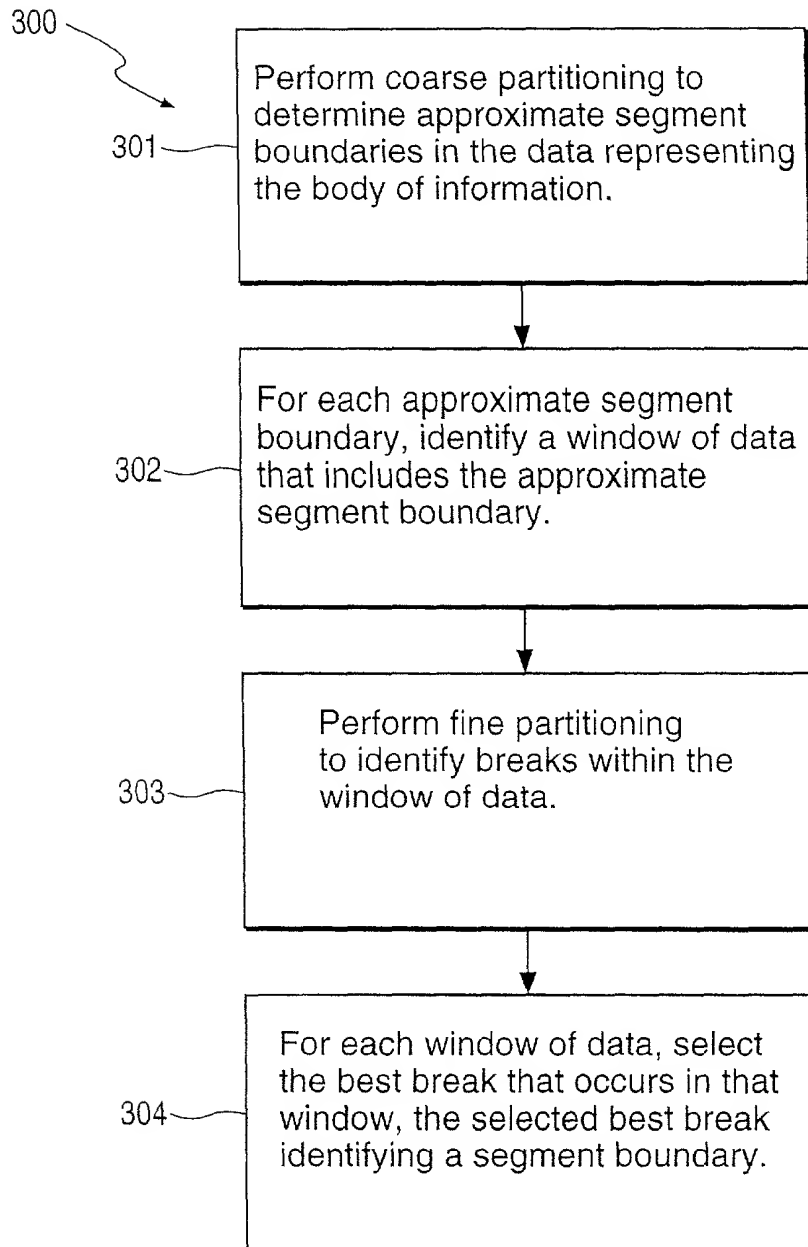 300
301
Perform coarse partitioning to
determine approximate segment
boundaries in the data representing
the body of information.
302
For each approximate segment
boundary, identify a window of data
that includes the approximate
segment boundary.
303
Perform fine partitioning
to identify breaks within the
window of data.
304
For each window of data, select
the best break that occurs in that
window, the selected best break
identifying a segment boundary.